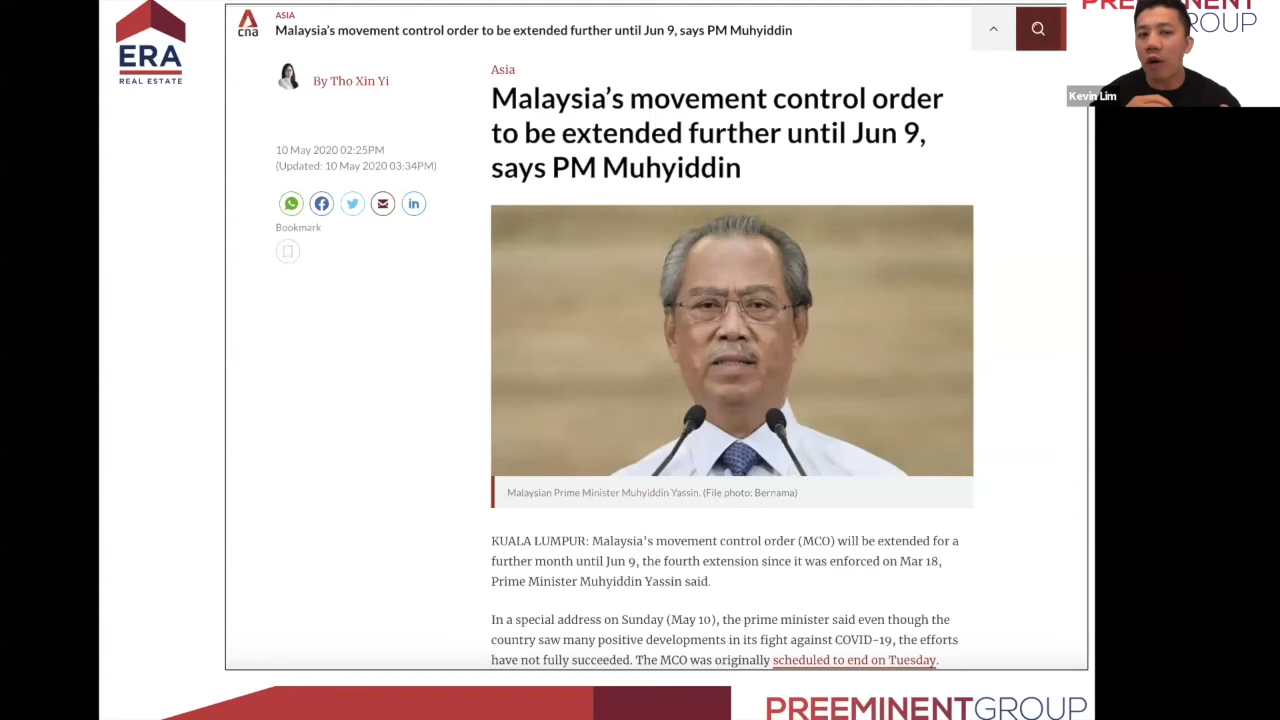 ERA
REAL ESTATE
cna
ASIA
Malaysia's movement control order to be extended further until Jun 9, says PM Muhyiddin
PREEMINENT
GROUP
Kevin Lim
By Tho Xin Yi
10 May 2020 02:25PM
(Updated: 10 May 2020 03:34PM)
in
Bookmark
Asia
Malaysia's movement control order
to be extended further until Jun 9,
says PM Muhyiddin
Malaysian Prime Minister Muhyiddin Yassin. (File photo: Bernama)
KUALA LUMPUR: Malaysia's movement control order (MCO) will be extended for a
further month until Jun 9, the fourth extension since it was enforced on Mar 18,
Prime Minister Muhyiddin Yassin said.
In a special address on Sunday (May 10), the prime minister said even though the
country saw many positive developments in its fight against COVID-19, the efforts
have not fully succeeded. The MCO was originally scheduled to end on Tuesday.
PREEMINENTGROUP